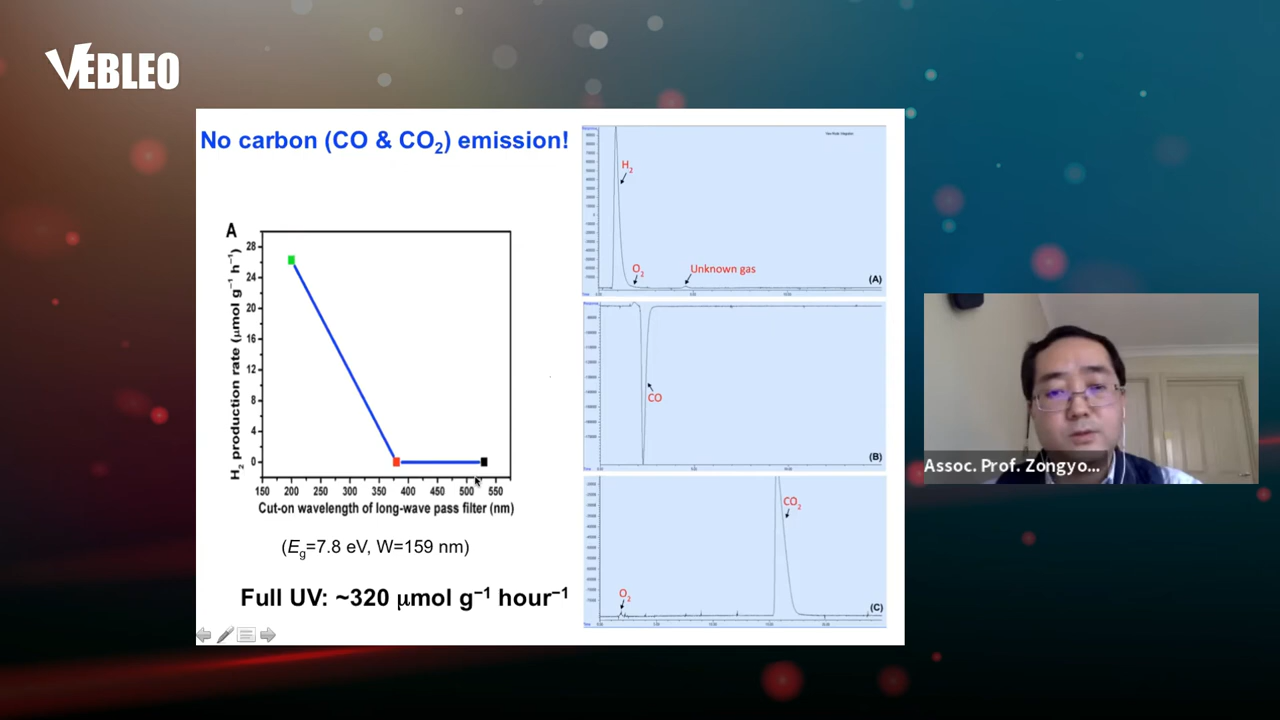 VEBLEO
No carbon (CO & CO₂) emission!
A
H₂ production rate (μmol g⁻¹ h⁻¹)
28
24
20
16
12
8
4
0
150 200 250 300 350 400 450 500 550
Cut-on wavelength of long-wave pass filter (nm)
(Eg=7.8 eV, W=159 nm)
Full UV: ~320 μmol g⁻¹ hour⁻¹
H₂
O₂
Unknown gas
(A)
CO
(B)
CO₂
O₂
(C)
Assoc. Prof. Zongyo...